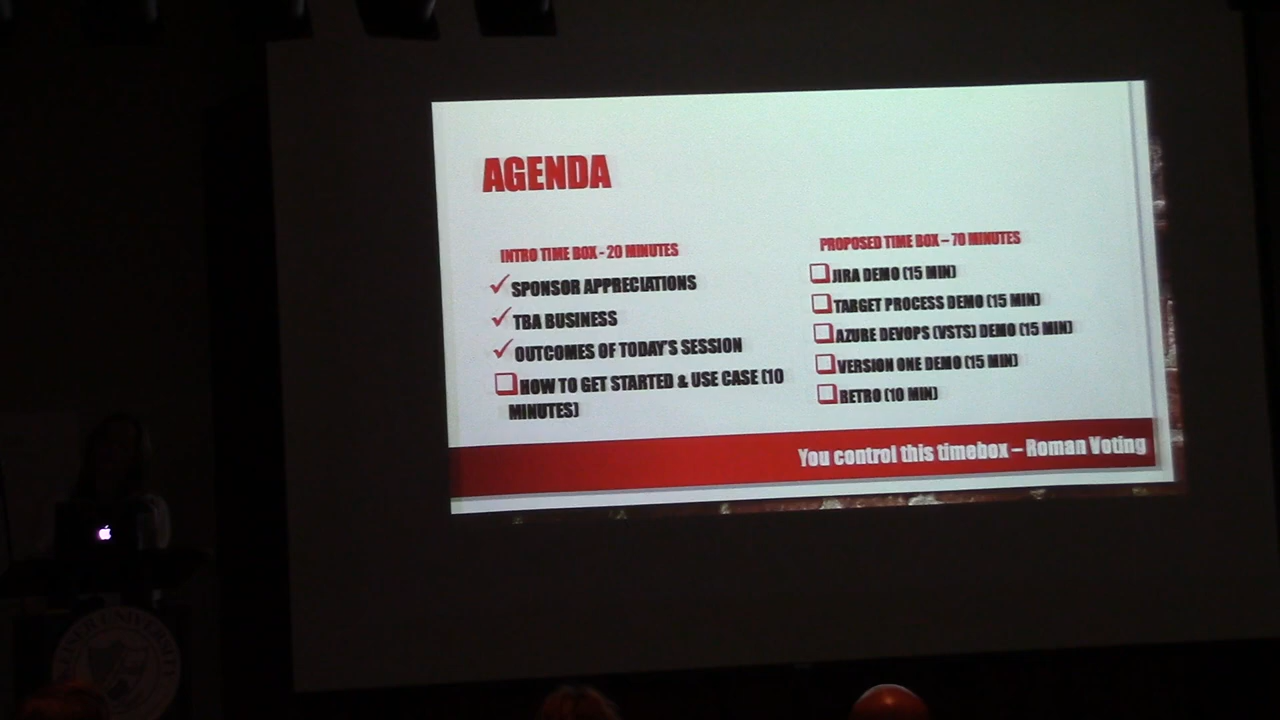 AGENDA
INTRO TIME BOX - 20 MINUTES
SPONSOR APPRECIATIONS
TBA BUSINESS
OUTCOMES OF TODAY'S SESSION
HOW TO GET STARTED & USE CASE (10
MINUTES)
PROPOSED TIME BOX – 70 MINUTES
JIRA DEMO (15 MIN)
TARGET PROCESS DEMO (15 MIN)
AZURE DEVOPS (VSTS) DEMO (15 MIN)
VERSION ONE DEMO (15 MIN)
RETRO (10 MIN)
You control this timebox – Roman Voting
UNIVERSITY